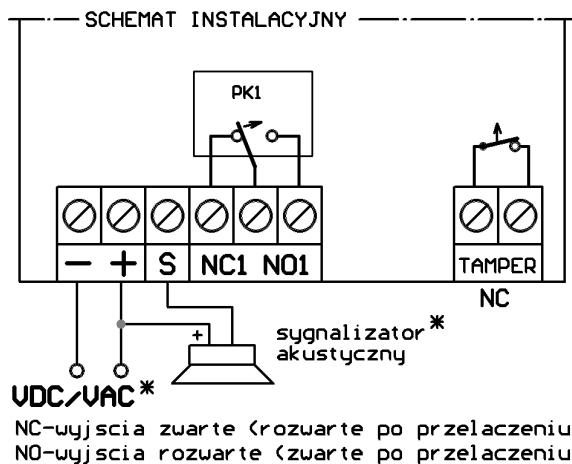 SCHEMAT INSTALACYJNY
PK1
- + S NC1 NO1
TAMPER
NC
+
sygnalizator*
akustyczny
VDC/VAC*
NC-wyjscia zwarte (rozwarte po przelaczeniu
NO-wyjscia rozwarte (zwarte po przelaczeniu